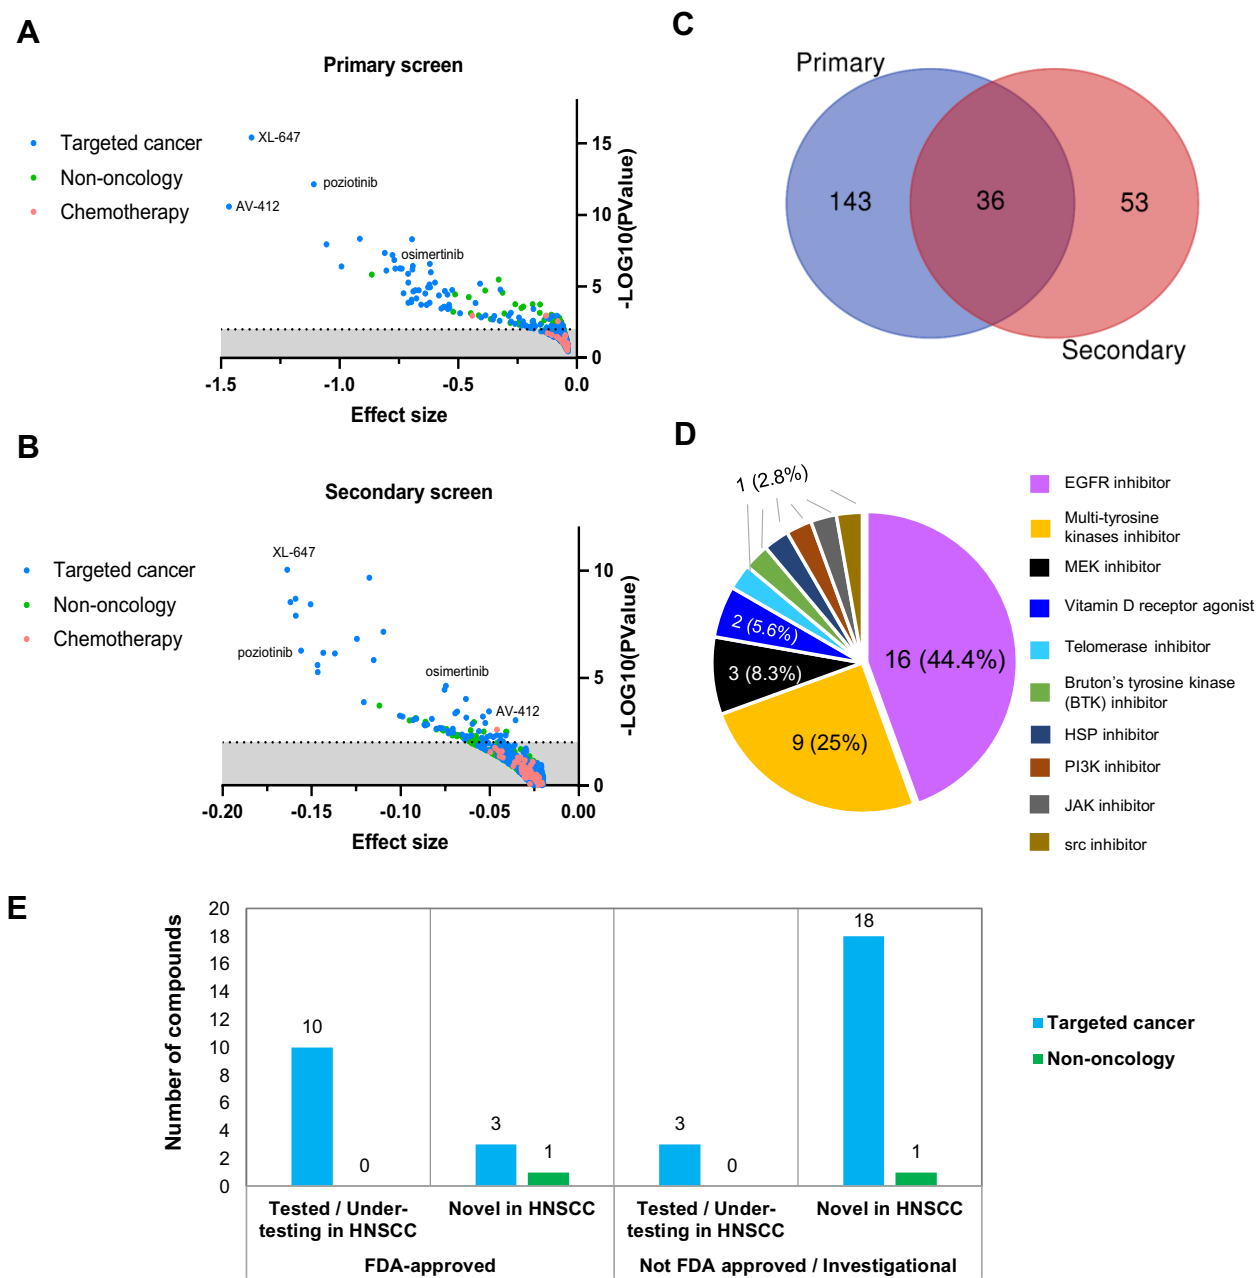 A
Primary screen
Targeted cancer
Non-oncology
Chemotherapy
XL-647
poziotinib
AV-412
osimertinib
15
10
5
0
-LOG10(PValue)
-1.5
-1.0
-0.5
0.0
Effect size
B
Secondary screen
Targeted cancer
Non-oncology
Chemotherapy
XL-647
poziotinib
osimertinib
AV-412
10
5
0
-LOG10(PValue)
-0.20
-0.15
-0.10
-0.05
0.00
Effect size
C
Primary
143
36
53
Secondary
D
1 (2.8%)
2 (5.6%)
3 (8.3%)
9 (25%)
16 (44.4%)
EGFR inhibitor
Multi-tyrosine
kinases inhibitor
MEK inhibitor
Vitamin D receptor agonist
Telomerase inhibitor
Bruton's tyrosine kinase
(BTK) inhibitor
HSP inhibitor
PI3K inhibitor
JAK inhibitor
src inhibitor
E
Number of compounds
20
18
16
14
12
10
8
6
4
2
0
10
0
3
1
3
0
18
1
Tested / Under-
testing in HNSCC
Novel in HNSCC
Tested / Under-
testing in HNSCC
Novel in HNSCC
FDA-approved
Not FDA approved / Investigational
Targeted cancer
Non-oncology